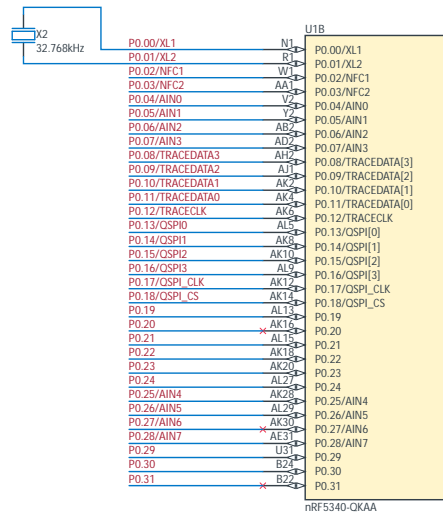 U1B
X2
32.768kHz
P0.00/XL1 N1 P0.00/XL1
P0.01/XL2 R1 P0.01/XL2
P0.02/NFC1 W1 P0.02/NFC1
P0.03/NFC2 AA1 P0.03/NFC2
P0.04/AIN0 V2 P0.04/AIN0
P0.05/AIN1 Y2 P0.05/AIN1
P0.06/AIN2 AB2 P0.06/AIN2
P0.07/AIN3 AD2 P0.07/AIN3
P0.08/TRACEDATA3 AH2 P0.08/TRACEDATA[3]
P0.09/TRACEDATA2 AJ1 P0.09/TRACEDATA[2]
P0.10/TRACEDATA1 AK2 P0.10/TRACEDATA[1]
P0.11/TRACEDATA0 AK4 P0.11/TRACEDATA[0]
P0.12/TRACECLK AK6 P0.12/TRACECLK
P0.13/QSPI0 AL5 P0.13/QSPI[0]
P0.14/QSPI1 AK8 P0.14/QSPI[1]
P0.15/QSPI2 AK10 P0.15/QSPI[2]
P0.16/QSPI3 AL9 P0.16/QSPI[3]
P0.17/QSPI_CLK AK12 P0.17/QSPI_CLK
P0.18/QSPI_CS AK14 P0.18/QSPI_CS
P0.19 AL13 P0.19
P0.20 AK16 P0.20
P0.21 AL15 P0.21
P0.22 AK18 P0.22
P0.23 AK20 P0.23
P0.24 AL27 P0.24
P0.25/AIN4 AK28 P0.25/AIN4
P0.26/AIN5 AL29 P0.26/AIN5
P0.27/AIN6 AK30 P0.27/AIN6
P0.28/AIN7 AE31 P0.28/AIN7
P0.29 U31 P0.29
P0.30 B24 P0.30
P0.31 B22 P0.31
nRF5340-QKAA